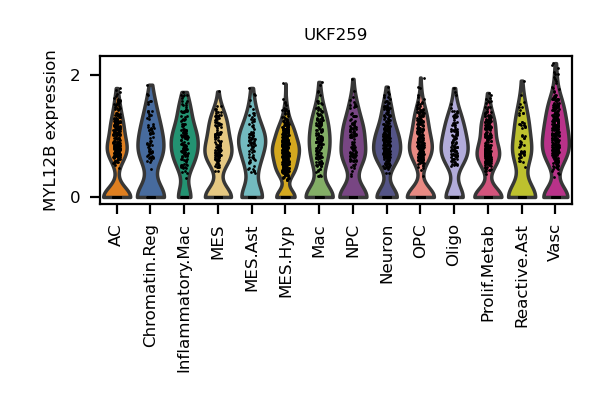 UKF259
MYL12B expression
2
0
AC
Chromatin.Reg
Inflammatory.Mac
MES
MES.Ast
MES.Hyp
Mac
NPC
Neuron
OPC
Oligo
Prolif.Metab
Reactive.Ast
Vasc